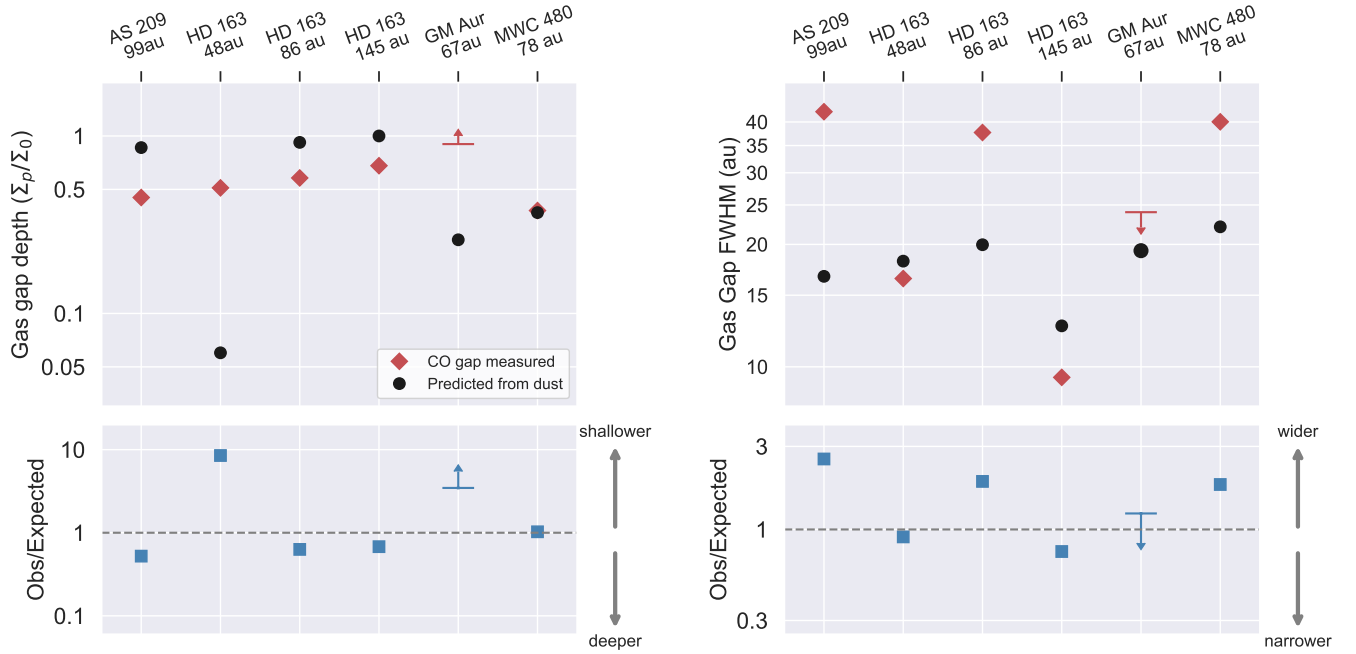 AS 209
99au
HD 163
48au
HD 163
86 au
HD 163
145 au
GM Aur
67au
MWC 480
78 au
Gas gap depth (Σₚ/Σ₀)
1
0.5
0.1
0.05
CO gap measured
Predicted from dust
Obs/Expected
10
1
0.1
shallower
deeper
AS 209
99au
HD 163
48au
HD 163
86 au
HD 163
145 au
GM Aur
67au
MWC 480
78 au
Gas Gap FWHM (au)
40
35
30
25
20
15
10
Obs/Expected
3
1
0.3
wider
narrower